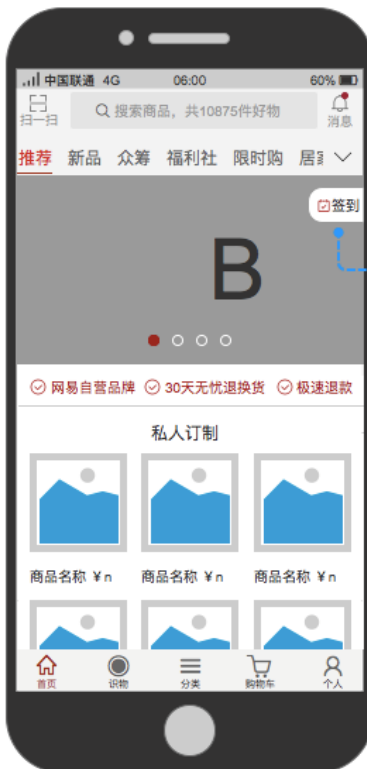 中国联通 4G 06:00 60%
扫一扫 搜索商品，共10875件好物 消息
推荐 新品 众筹 福利社 限时购 居家
签到
B
网易自营品牌 30天无忧退换货 极速退款
私人订制
商品名称 ¥n 商品名称 ¥n 商品名称 ¥n
首页 识物 分类 购物车 个人